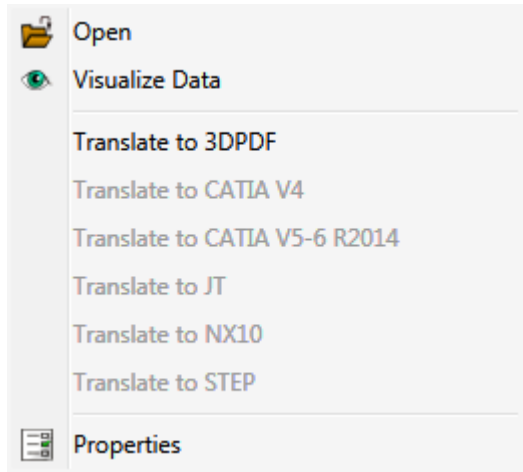 Open
Visualize Data
Translate to 3DPDF
Translate to CATIA V4
Translate to CATIA V5-6 R2014
Translate to JT
Translate to NX10
Translate to STEP
Properties